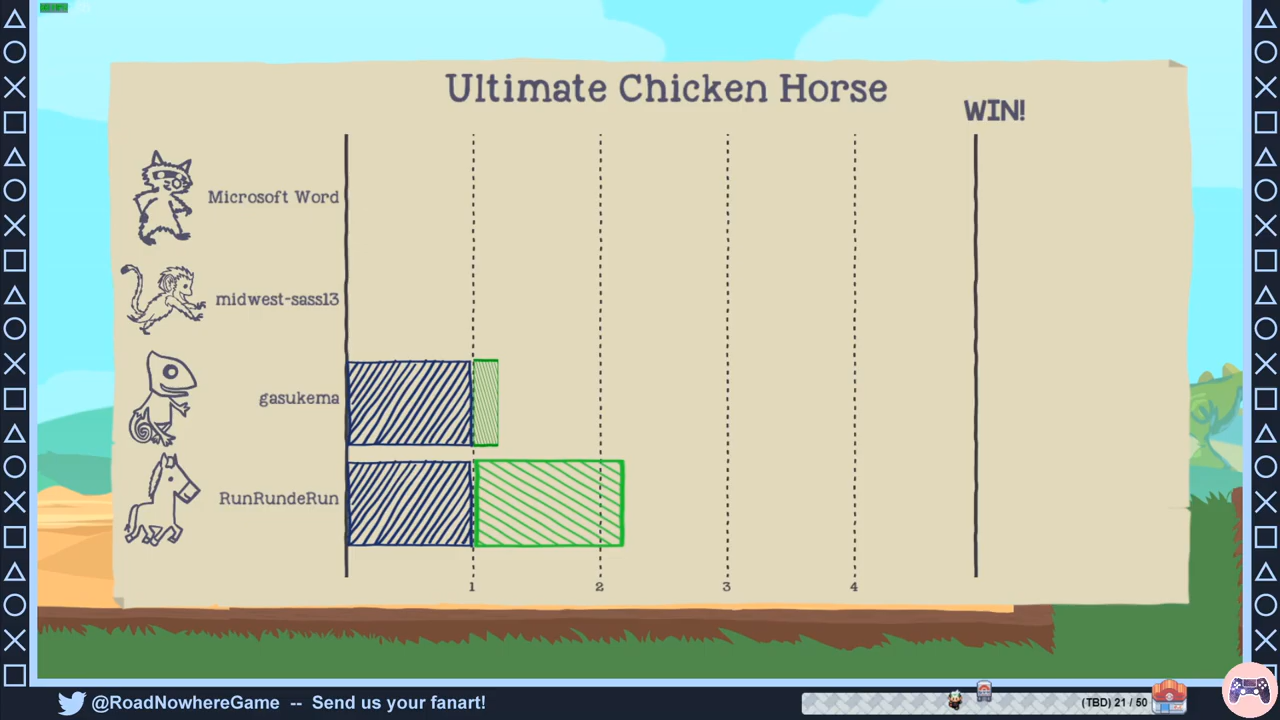 Ultimate Chicken Horse
WIN!
Microsoft Word
midwest-sass13
gasukema
RunRundeRun
1 2 3 4
@RoadNowhereGame -- Send us your fanart!
(TBD) 21 / 50